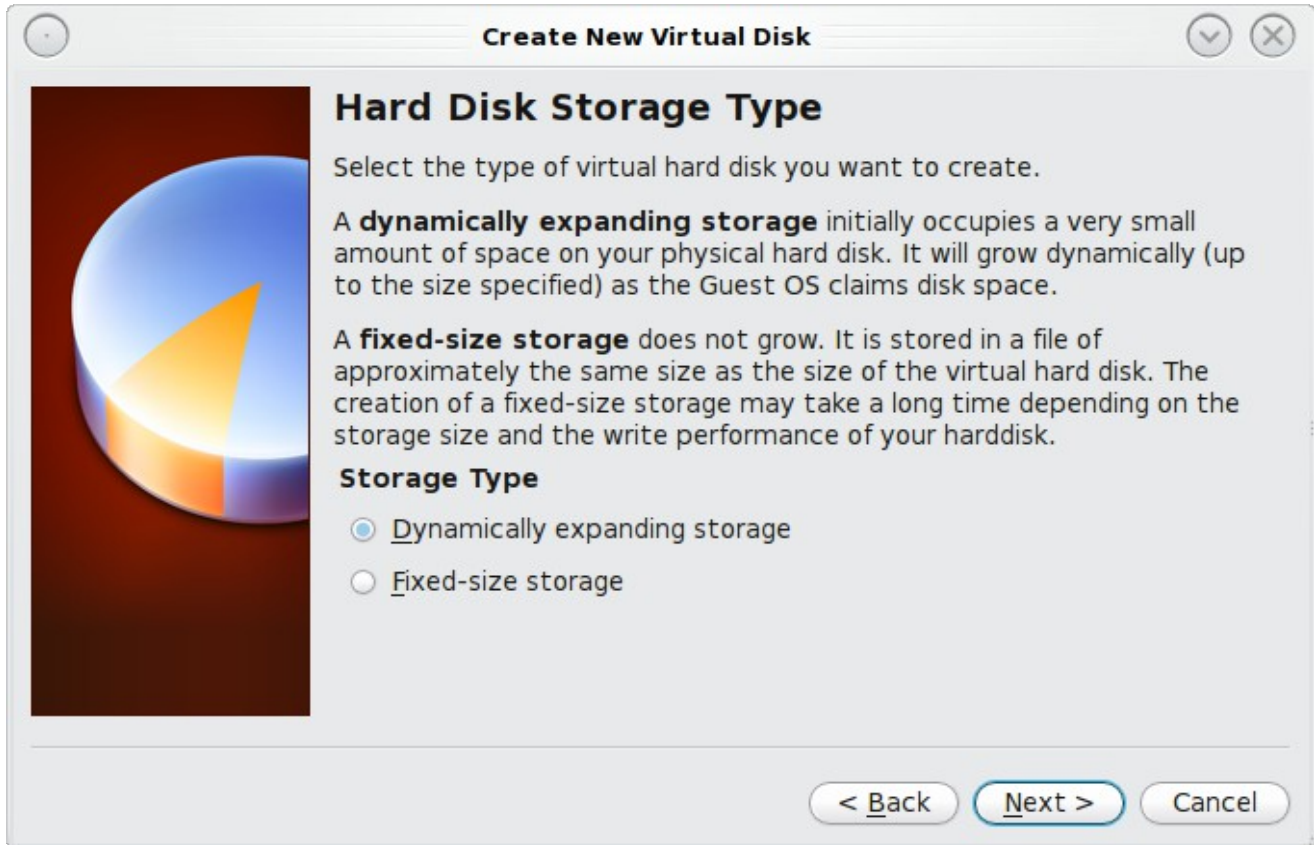 Create New Virtual Disk
Hard Disk Storage Type
Select the type of virtual hard disk you want to create.
A dynamically expanding storage initially occupies a very small
amount of space on your physical hard disk. It will grow dynamically (up
to the size specified) as the Guest OS claims disk space.
A fixed-size storage does not grow. It is stored in a file of
approximately the same size as the size of the virtual hard disk. The
creation of a fixed-size storage may take a long time depending on the
storage size and the write performance of your harddisk.
Storage Type
Dynamically expanding storage
Fixed-size storage
< Back Next > Cancel